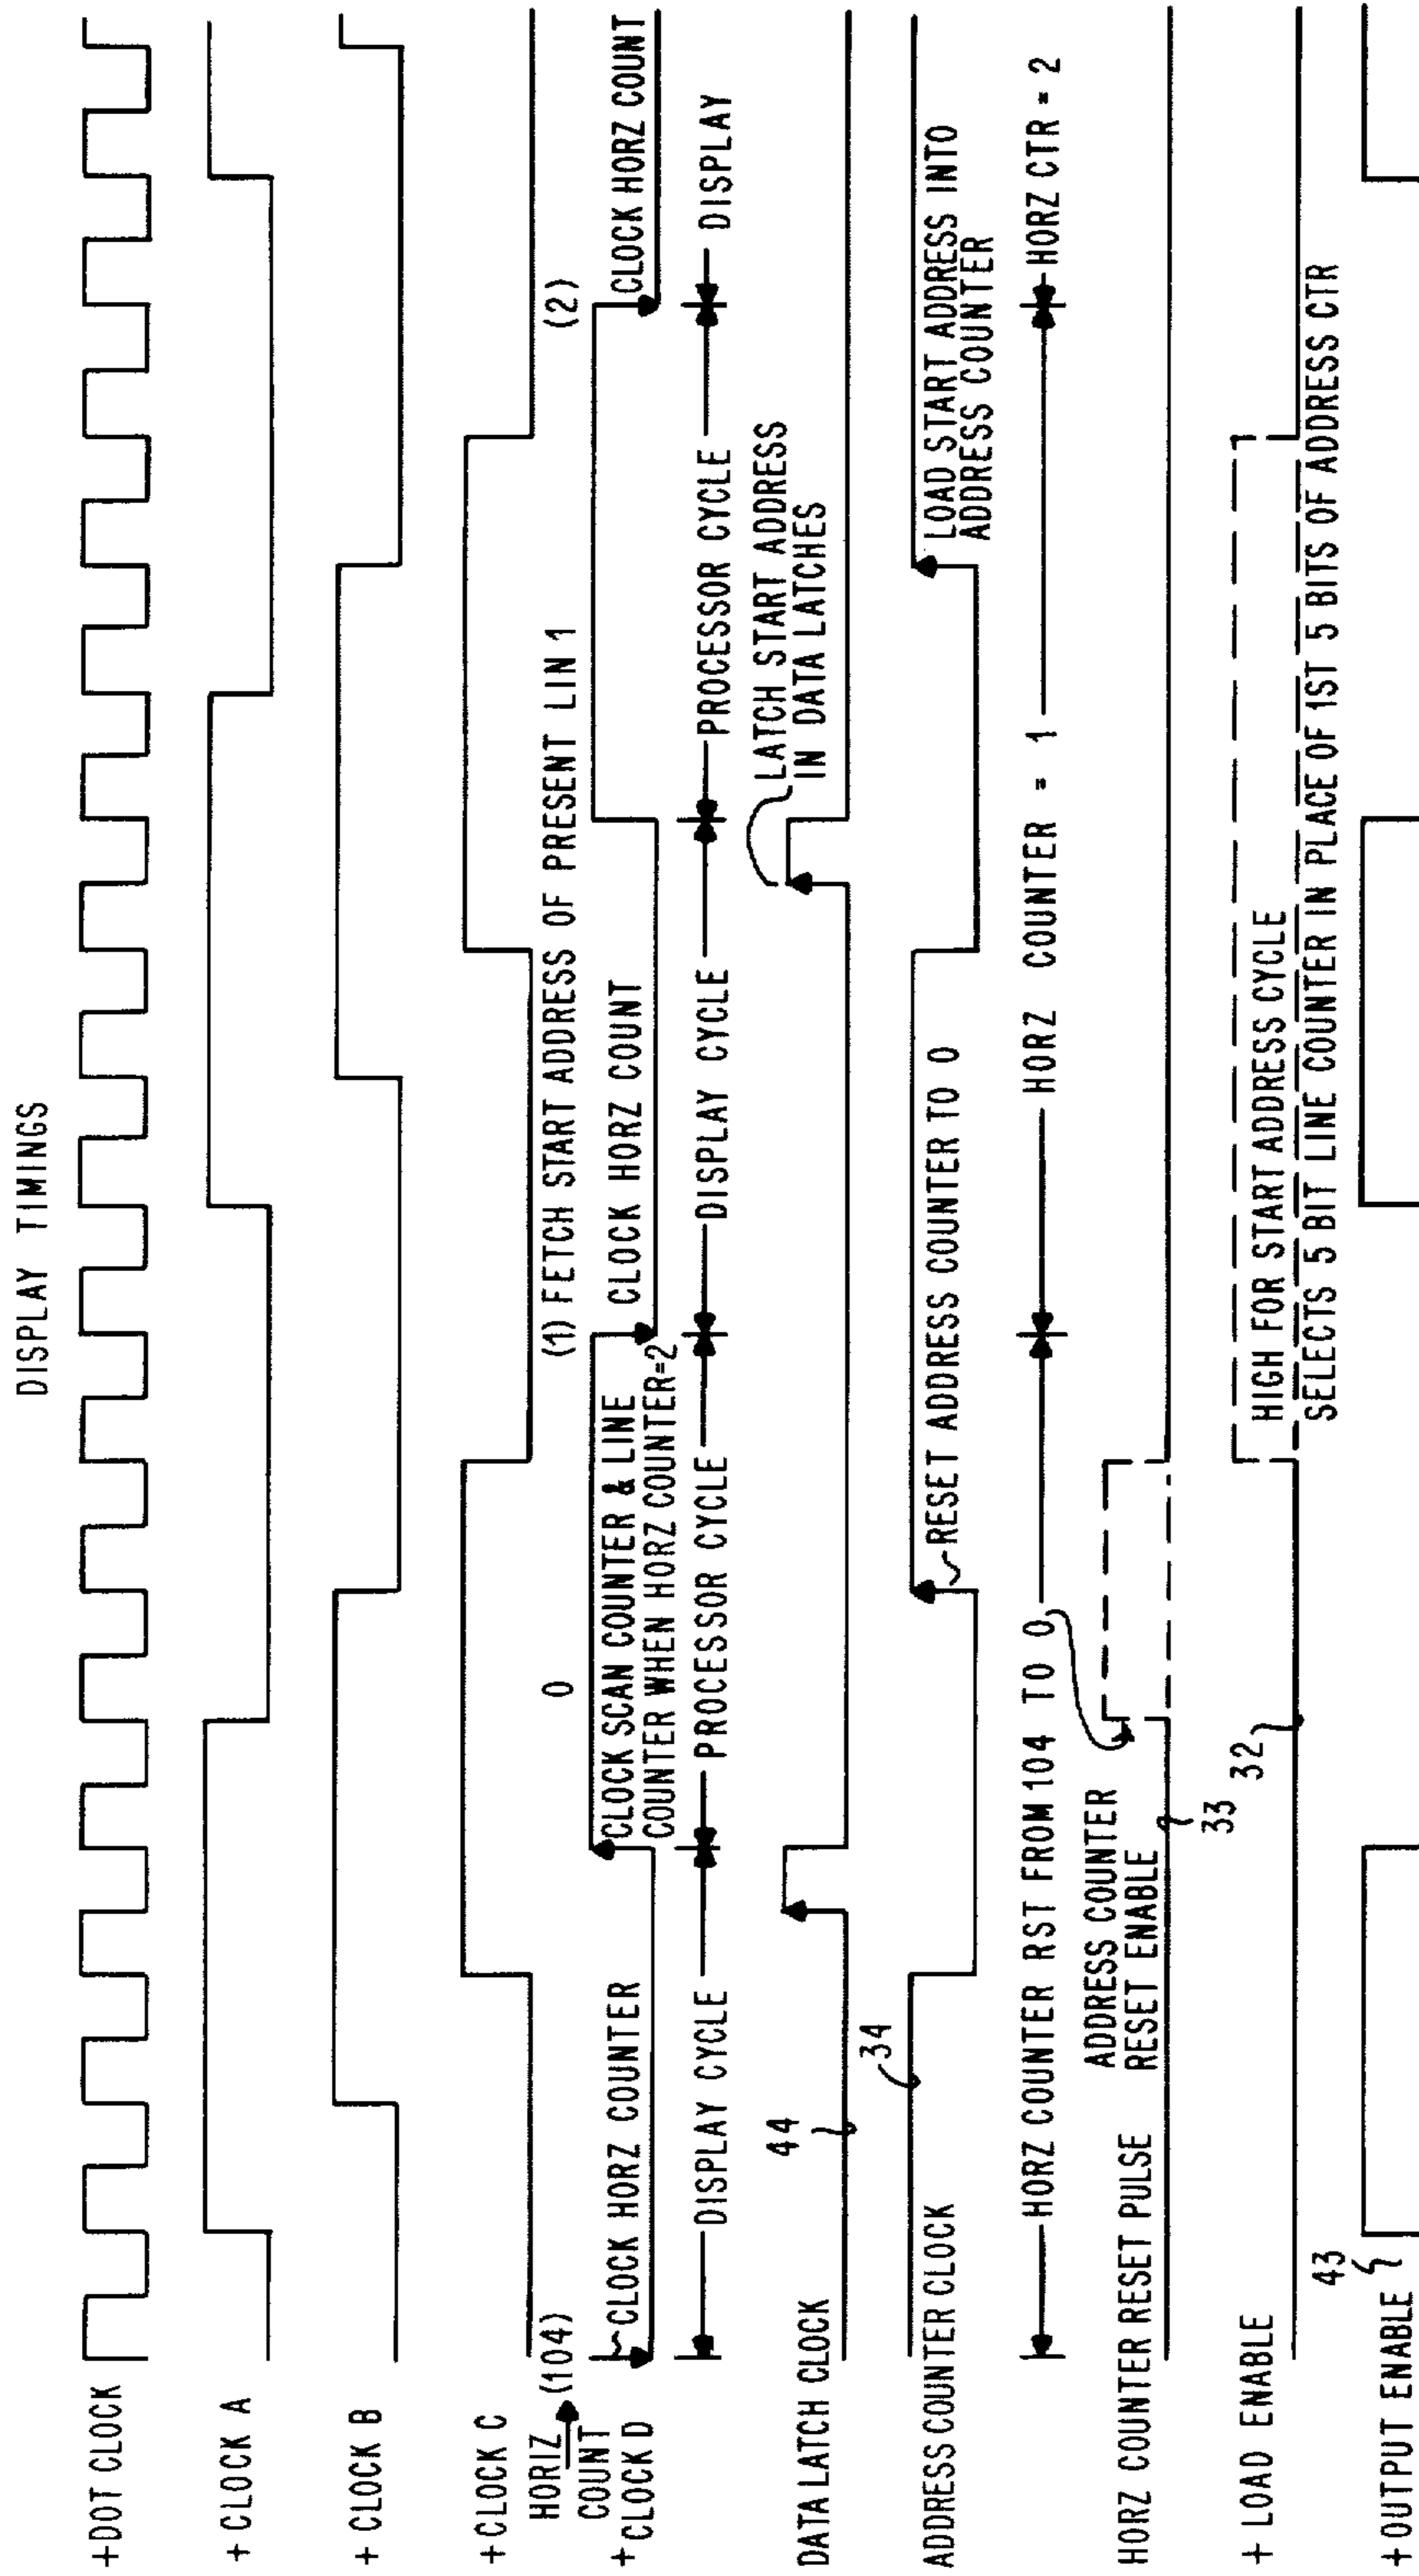 DISPLAY TIMINGS
+DOT CLOCK
+ CLOCK A
+ CLOCK B
+ CLOCK C
HORIZ
COUNT
(104)
0
(1) FETCH START ADDRESS OF PRESENT LIN 1
(2)
+
CLOCK D
CLOCK HORZ COUNTER
CLOCK SCAN COUNTER & LINE
COUNTER WHEN HORZ COUNTER=2
CLOCK HORZ COUNT
CLOCK HORZ COUNT
DISPLAY CYCLE
PROCESSOR CYCLE
DISPLAY CYCLE
PROCESSOR CYCLE
DISPLAY
LATCH START ADDRESS
IN DATA LATCHES
DATA LATCH CLOCK
44
ADDRESS COUNTER CLOCK
34
RESET ADDRESS COUNTER TO 0
LOAD START ADDRESS INTO
ADDRESS COUNTER
HORZ COUNTER RST FROM 104 TO 0
HORZ COUNTER = 1
HORZ CTR = 2
ADDRESS COUNTER
RESET ENABLE
HORZ COUNTER RESET PULSE
33
+ LOAD ENABLE
32
HIGH FOR START ADDRESS CYCLE
SELECTS 5 BIT LINE COUNTER IN PLACE OF 1ST 5 BITS OF ADDRESS CTR
43
+OUTPUT ENABLE